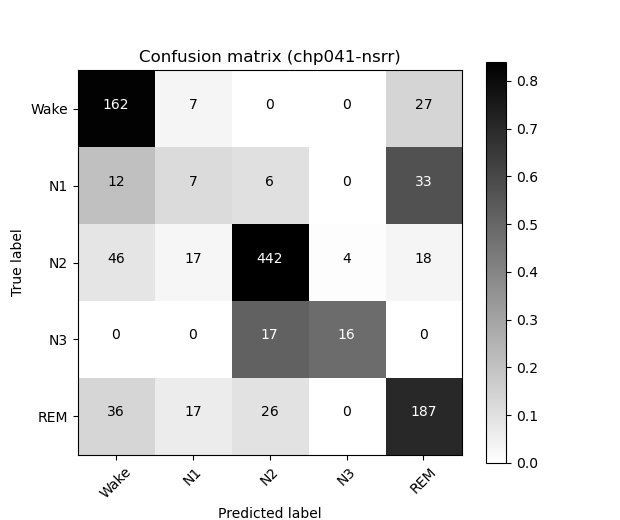 Confusion matrix (chp041-nsrr)
True label
Wake 162 7 0 0 27
N1 12 7 6 0 33
N2 46 17 442 4 18
N3 0 0 17 16 0
REM 36 17 26 0 187
Wake N1 N2 N3 REM
Predicted label
0.8
0.7
0.6
0.5
0.4
0.3
0.2
0.1
0.0